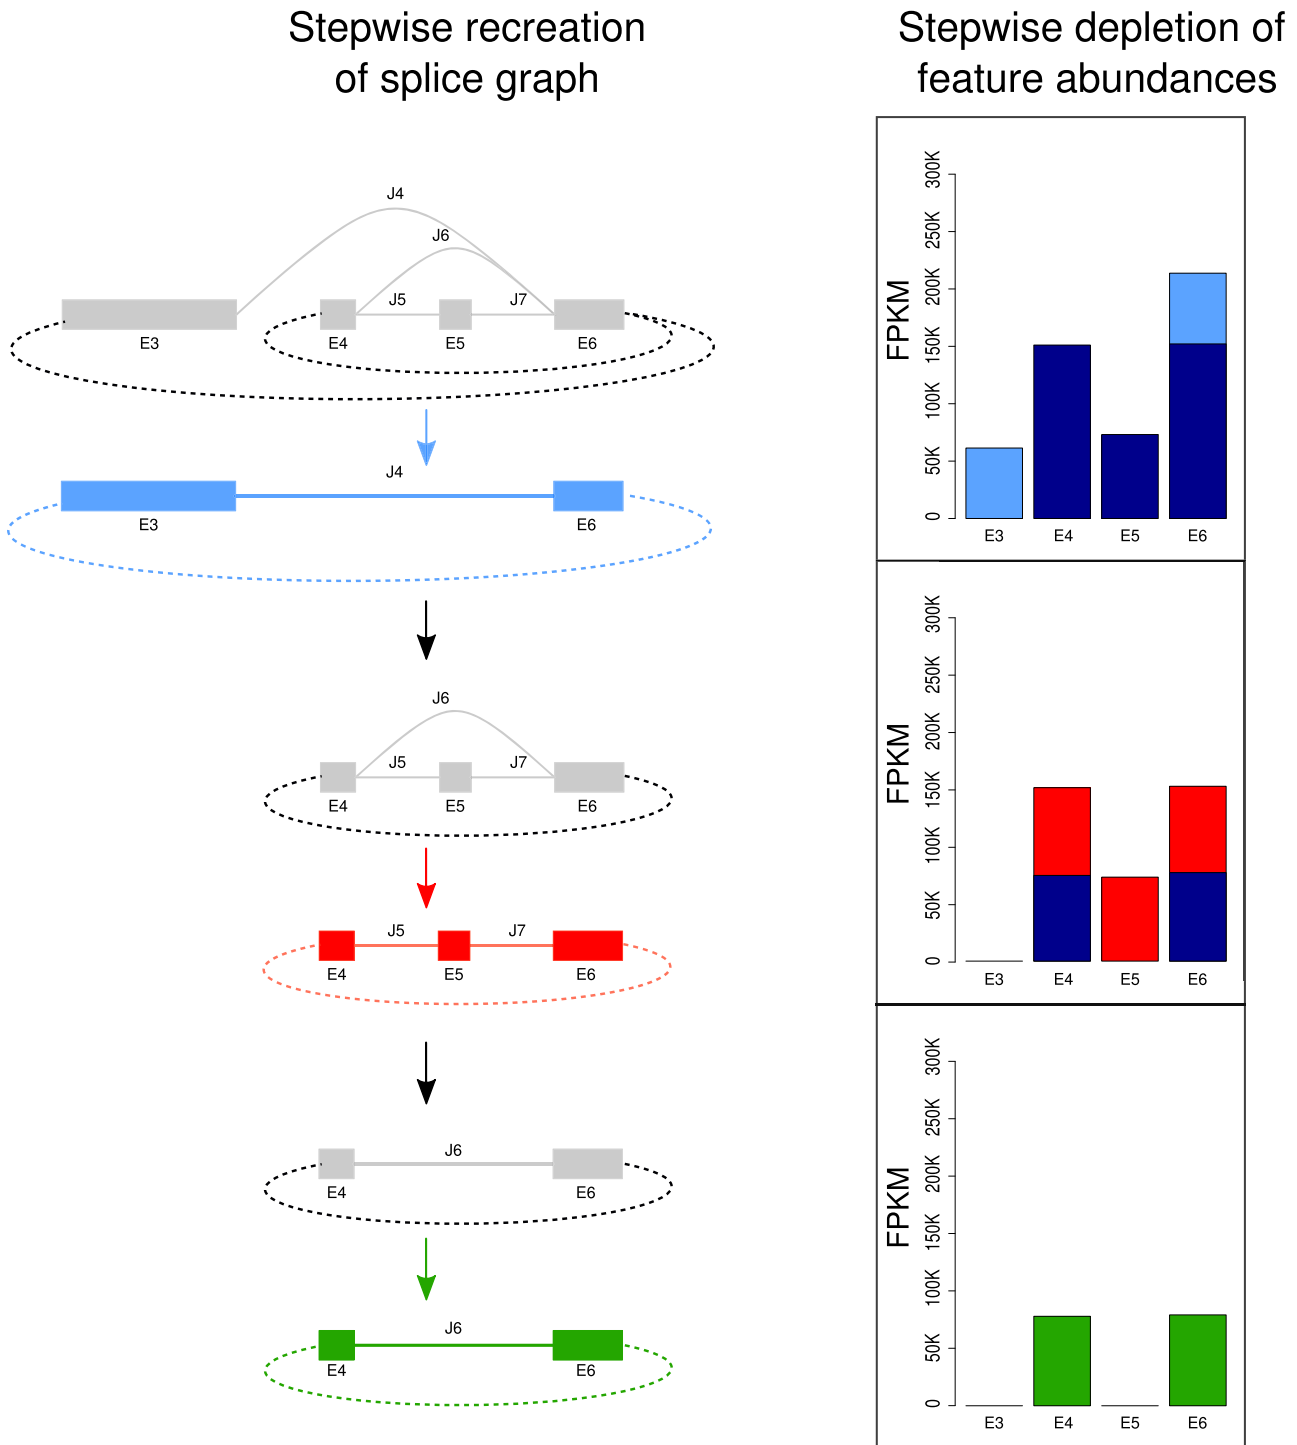 Stepwise recreation
of splice graph
Stepwise depletion of
feature abundances
J4
J6
J5
J7
E3
E4
E5
E6
J4
E3
E6
J6
J5
J7
E4
E5
E6
J5
J7
E4
E5
E6
J6
E4
E6
J6
E4
E6
FPKM
300K
250K
200K
150K
100K
50K
0
E3
E4
E5
E6
FPKM
300K
250K
200K
150K
100K
50K
0
E3
E4
E5
E6
FPKM
300K
250K
200K
150K
100K
50K
0
E3
E4
E5
E6